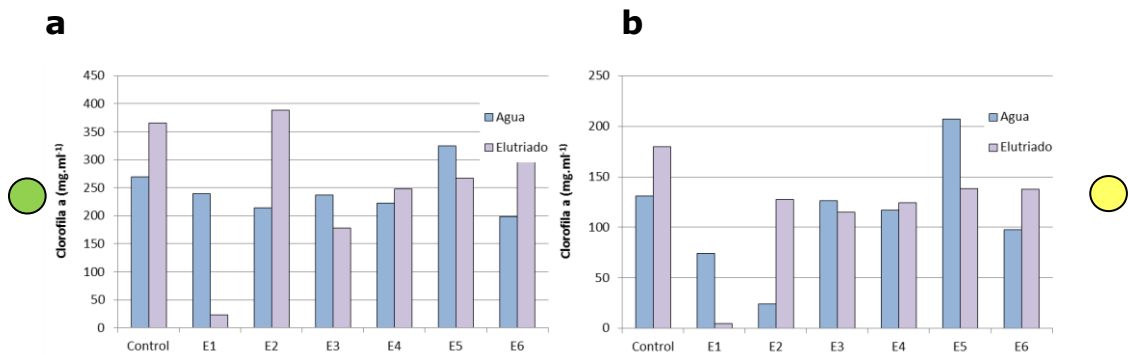 a
Clorofila a (mg.ml⁻¹)
450
400
350
300
250
200
150
100
50
0
Control E1 E2 E3 E4 E5 E6
Agua
Elutriado
b
Clorofila a (mg.ml⁻¹)
250
200
150
100
50
0
Control E1 E2 E3 E4 E5 E6
Agua
Elutriado